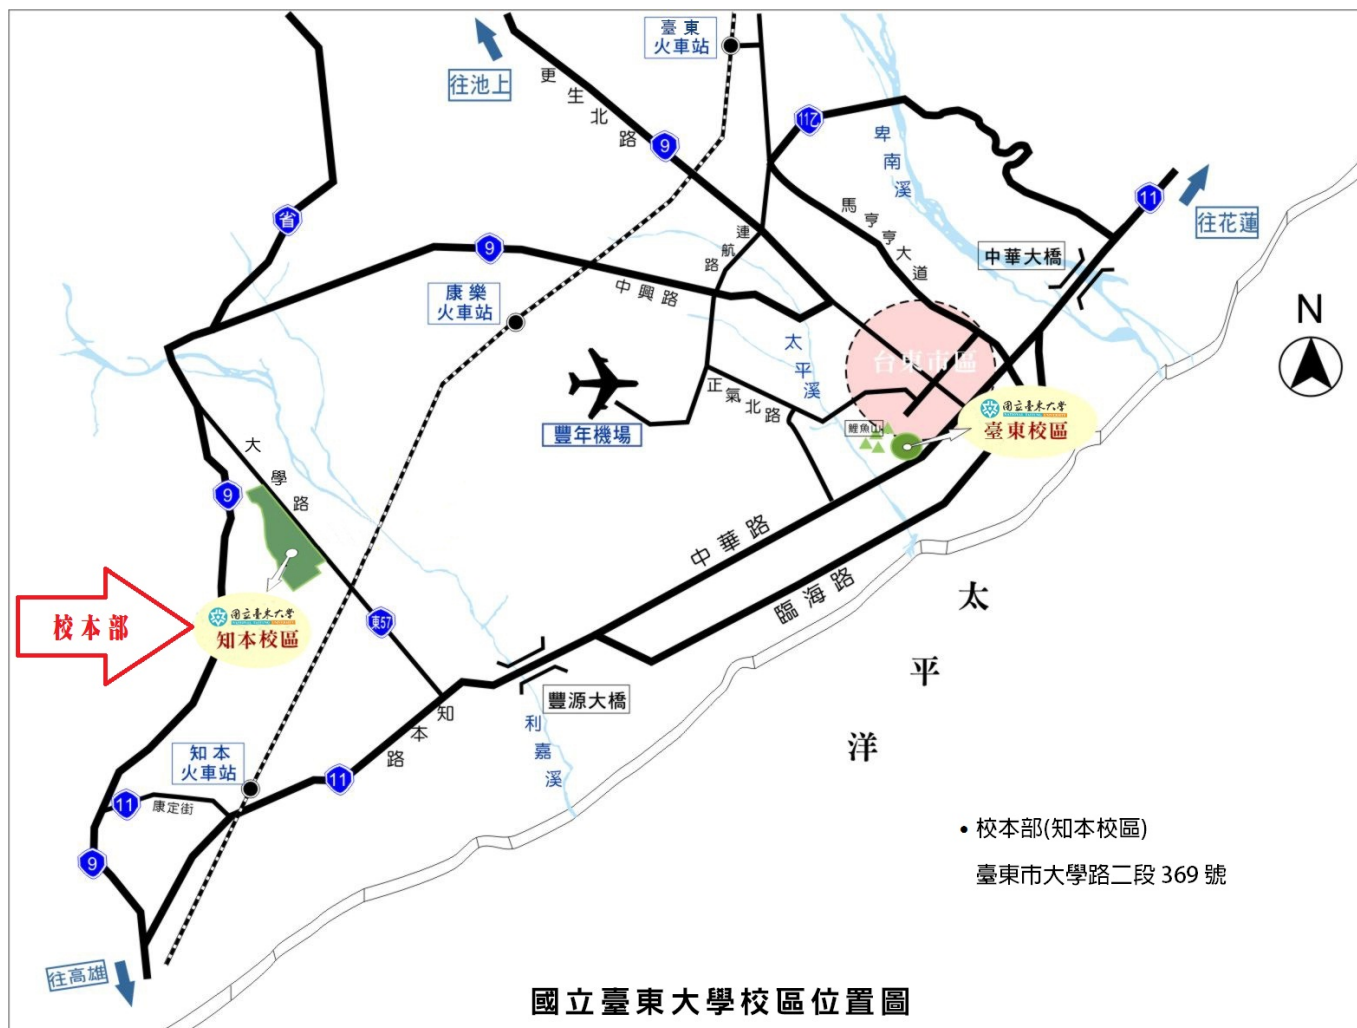 臺東
火車站
往池上
更生北路
9
11乙
卑南溪
11
往花蓮
省
9
康樂
火車站
中興路
連航路
馬亨亨大道
中華大橋
N
太平溪
台東市區
正氣北路
豐年機場
鯉魚山
國立臺東大學
臺東校區
大學路
9
中華路
臨海路
太平洋
校本部
國立臺東大學
知本校區
東57
豐源大橋
知本路
利嘉溪
知本
火車站
11
11
康定街
9
往高雄
• 校本部(知本校區)
臺東市大學路二段 369 號
國立臺東大學校區位置圖